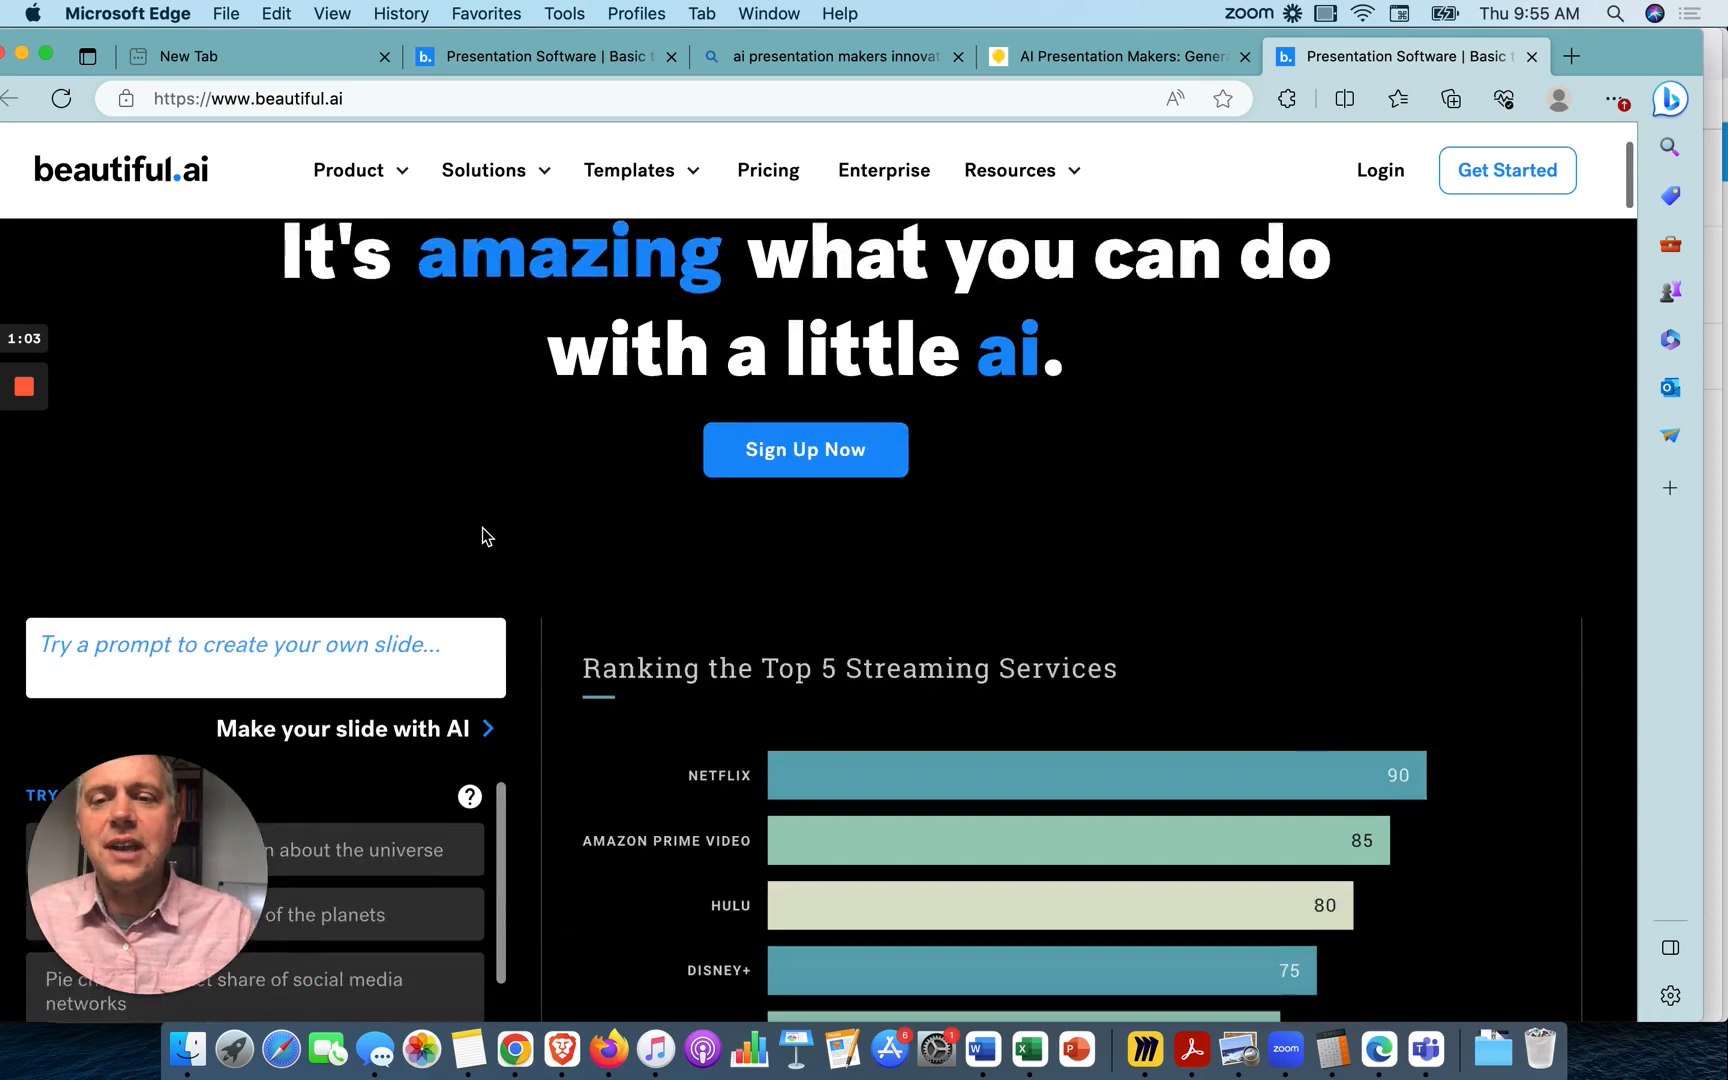 Microsoft Edge File Edit View History Favorites Tools Profiles Tab Window Help zoom Thu 9:55 AM
New Tab
b. Presentation Software | Basic t
ai presentation makers innovat
AI Presentation Makers: Gener
b. Presentation Software | Basic t
https://www.beautiful.ai
beautiful.ai Product Solutions Templates Pricing Enterprise Resources Login Get Started
It's amazing what you can do
with a little ai.
1:03
Sign Up Now
Try a prompt to create your own slide...
Make your slide with AI
TRY
?
n about the universe
of the planets
Pie share of social media
networks
Ranking the Top 5 Streaming Services
NETFLIX 90
AMAZON PRIME VIDEO 85
HULU 80
DISNEY+ 75
6
1
zoom